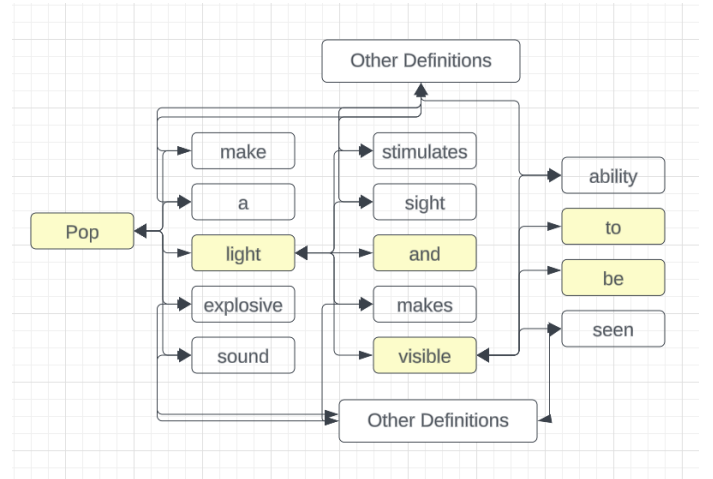 Other Definitions
make
stimulates
ability
a
sight
Pop
to
light
and
be
explosive
makes
seen
sound
visible
Other Definitions